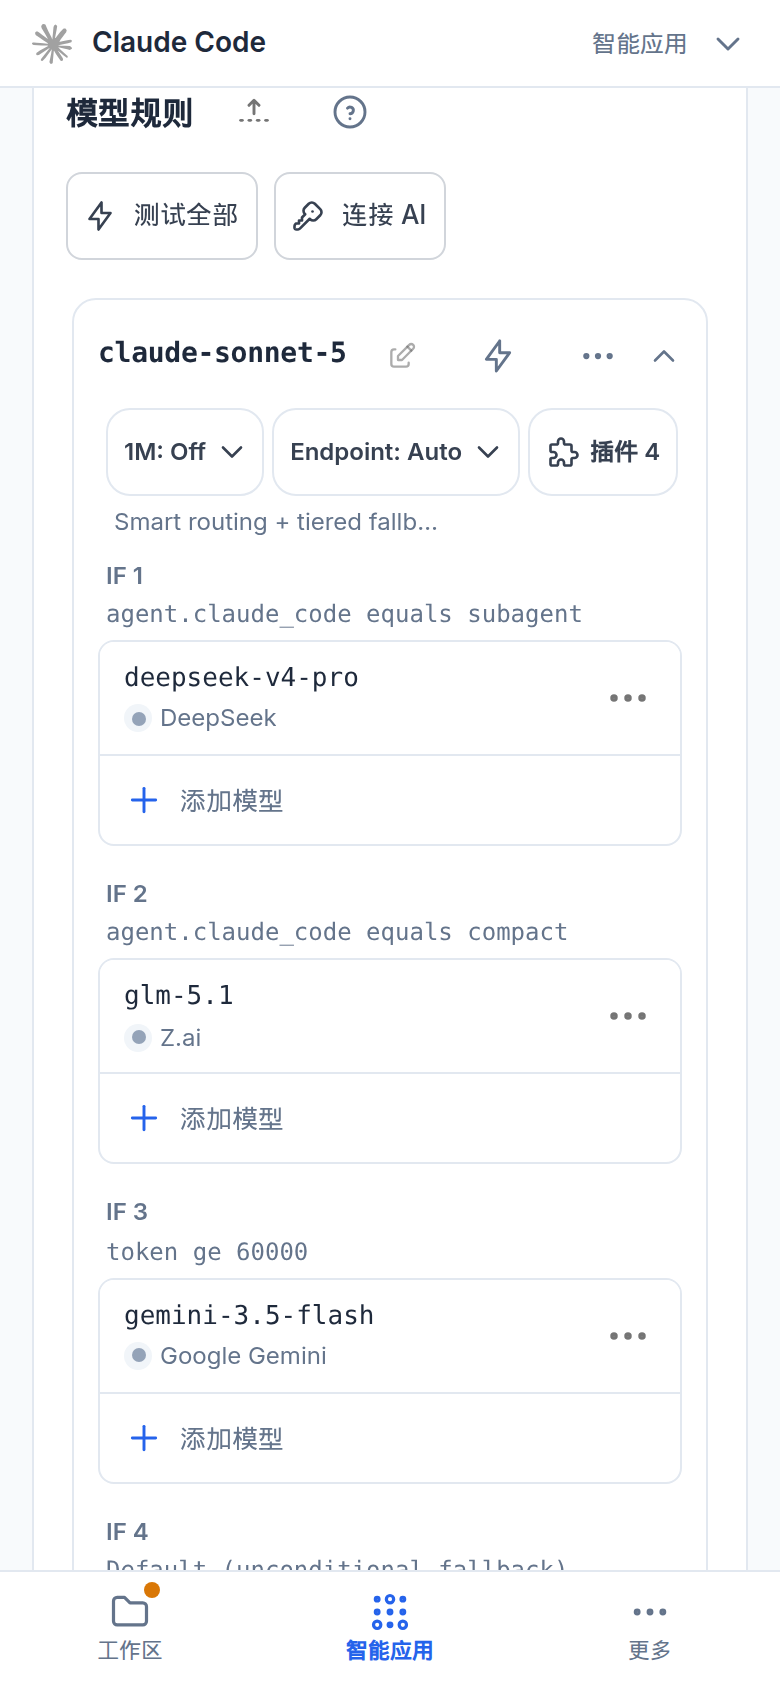 Claude Code
智能应用
模型规则
测试全部
连接 AI
claude-sonnet-5
1M: Off
Endpoint: Auto
插件 4
Smart routing + tiered fallb...
IF 1
agent.claude_code equals subagent
deepseek-v4-pro
DeepSeek
添加模型
IF 2
agent.claude_code equals compact
glm-5.1
Z.ai
添加模型
IF 3
token ge 60000
gemini-3.5-flash
Google Gemini
添加模型
IF 4
Default (unconditional fallback)
工作区
智能应用
更多